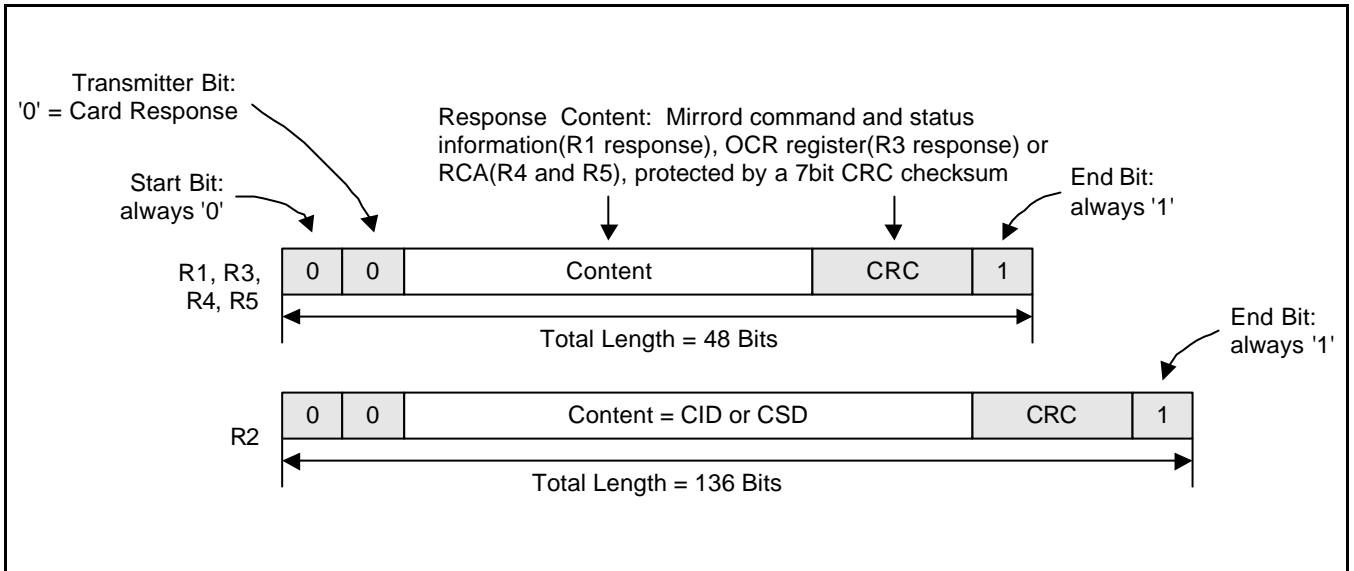 Transmitter Bit:
'0' = Card Response
Response Content: Mirrord command and status
information(R1 response), OCR register(R3 response) or
RCA(R4 and R5), protected by a 7bit CRC checksum
Start Bit:
always '0'
End Bit:
always '1'
R1, R3,
R4, R5
0 0 Content CRC 1
Total Length = 48 Bits
End Bit:
always '1'
R2
0 0 Content = CID or CSD CRC 1
Total Length = 136 Bits